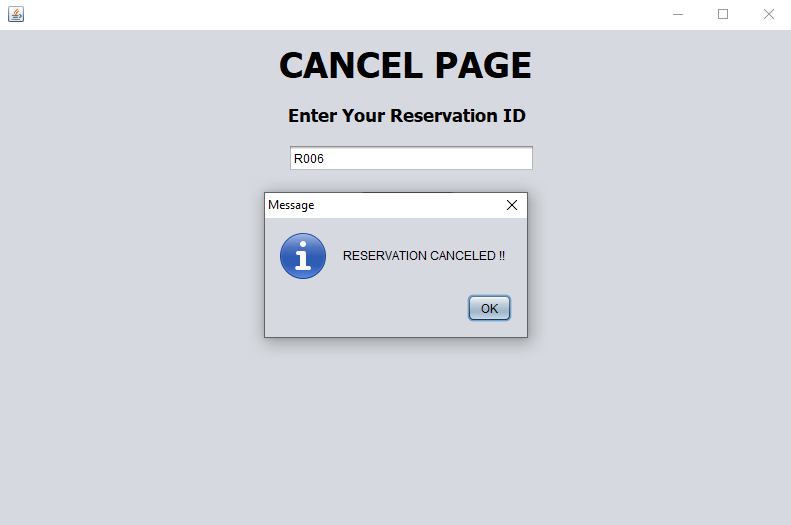 CANCEL PAGE
Enter Your Reservation ID
R006
Message
RESERVATION CANCELED !!
OK